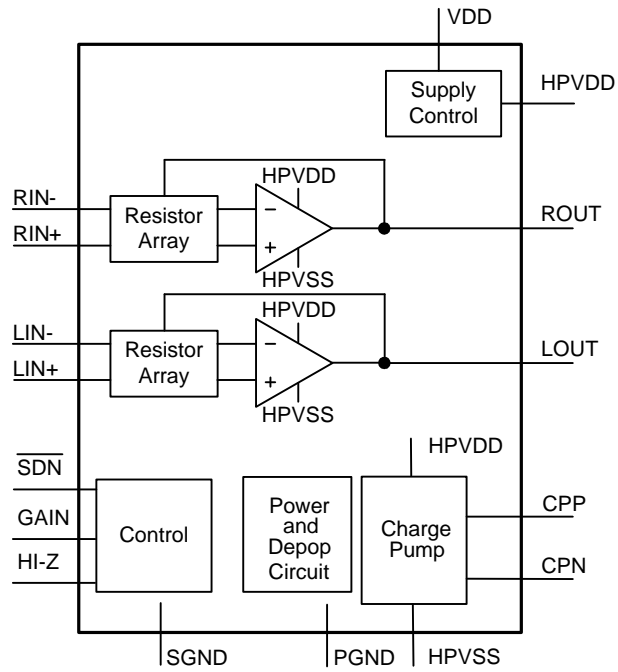 VDD
Supply
Control
HPVDD
RIN-
RIN+
Resistor
Array
HPVDD
−
+
HPVSS
ROUT
LIN-
LIN+
Resistor
Array
HPVDD
−
+
HPVSS
LOUT
SDN
GAIN
HI-Z
Control
Power
and
Depop
Circuit
HPVDD
Charge
Pump
CPP
CPN
SGND
PGND
HPVSS